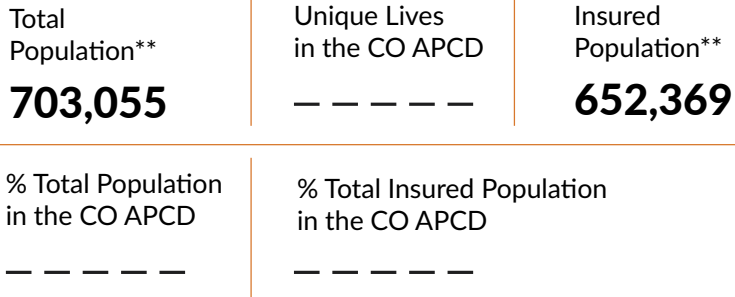 Total
Population**
703,055
Unique Lives
in the CO APCD
— — — — —
Insured
Population**
652,369
% Total Population
in the CO APCD
— — — — —
% Total Insured Population
in the CO APCD
— — — — —